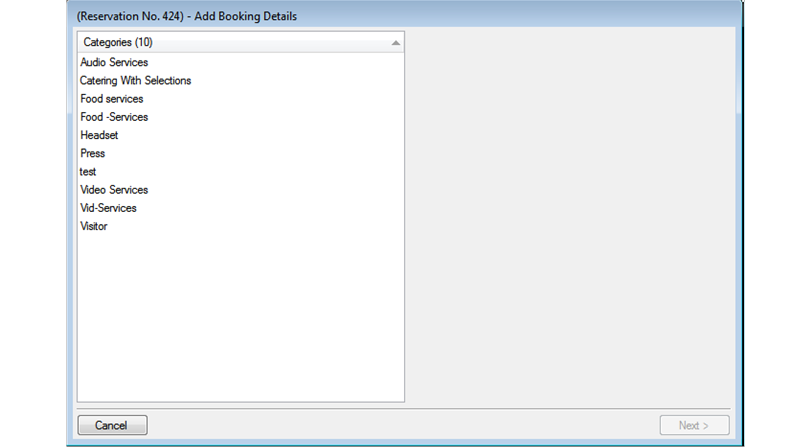 (Reservation No. 424) - Add Booking Details
Categories (10)
Audio Services
Catering With Selections
Food services
Food -Services
Headset
Press
test
Video Services
Vid-Services
Visitor
Cancel
Next >